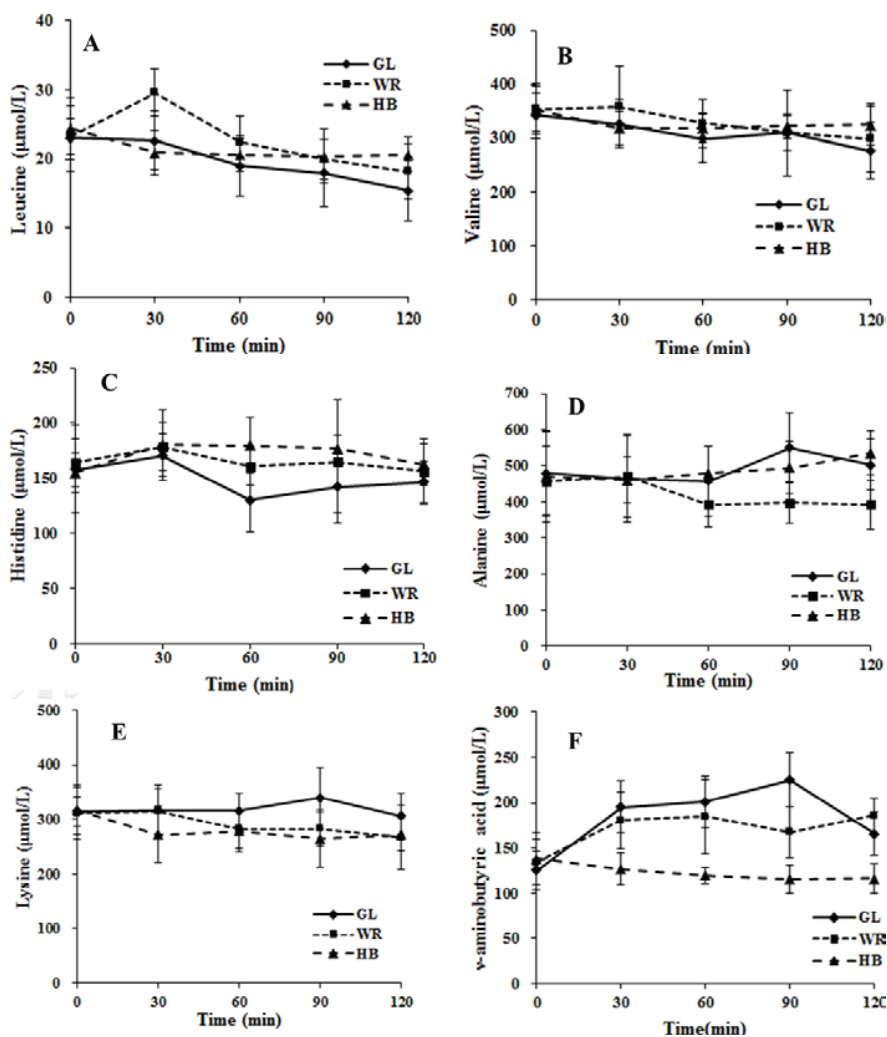 A
Leucine (μmol/L)
40
30
20
10
0
GL
WR
HB
0 30 60 90 120
Time (min)
B
Valine (μmol/L)
500
400
300
200
100
0
GL
WR
HB
0 30 60 90 120
Time (min)
C
Histidine (μmol/L)
250
200
150
100
50
0
GL
WR
HB
0 30 60 90 120
Time (min)
D
Alanine (μmol/L)
700
600
500
400
300
200
100
0
GL
WR
HB
0 30 60 90 120
Time (min)
E
Lysine (μmol/L)
500
400
300
200
100
0
GL
WR
HB
0 30 60 90 120
Time (min)
F
γ-aminobutyric acid (μmol/L)
300
250
200
150
100
50
0
GL
WR
HB
0 30 60 90 120
Time(min)